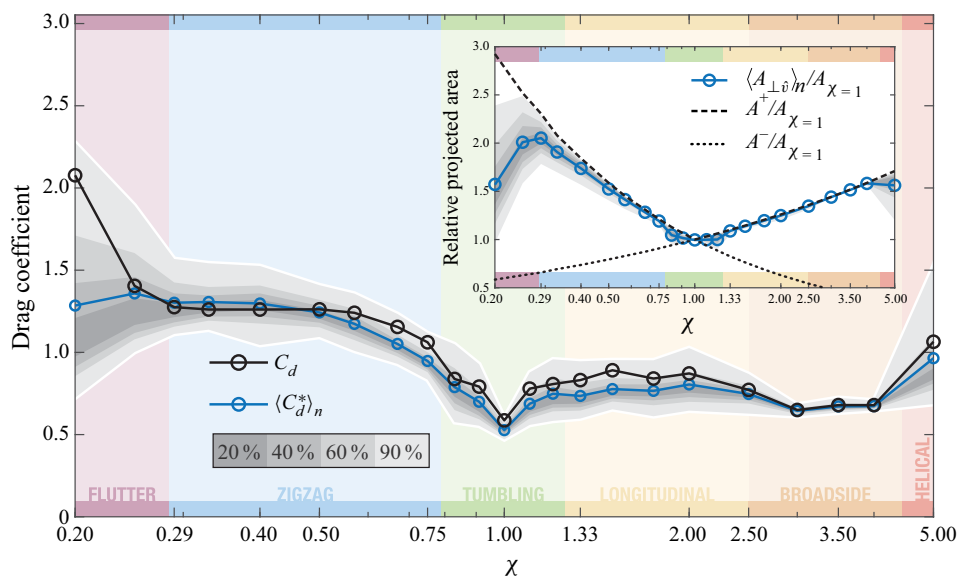 3.0
2.5
2.0
1.5
1.0
0.5
0
Drag coefficient
0.20
0.29
0.40
0.50
0.75
1.00
1.33
2.00
2.50
3.50
5.00
χ
C_d
⟨C_d^*⟩_n
20 % 40 % 60 % 90 %
FLUTTER
ZIGZAG
TUMBLING
LONGITUDINAL
BROADSIDE
HELICAL
3.0
2.5
2.0
1.5
1.0
0.5
Relative projected area
0.20
0.29
0.40
0.50
0.75
1.00
1.33
2.00
2.50
3.50
5.00
χ
⟨A_{⊥v̂}⟩_n/A_{χ = 1}
A^+/A_{χ = 1}
A^−/A_{χ = 1}